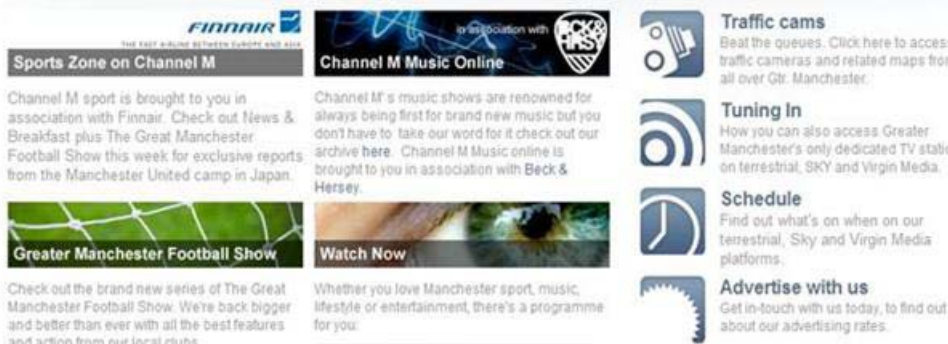 FINNAIR
THE FAST AIRLINE BETWEEN EUROPE AND ASIA
Sports Zone on Channel M
Channel M sport is brought to you in
association with Finnair. Check out News &
Breakfast plus The Great Manchester
Football Show this week for exclusive reports
from the Manchester United camp in Japan.
Greater Manchester Football Show
Check out the brand new series of The Great
Manchester Football Show. We're back bigger
and better than ever with all the best features
and action from our local clubs
in association with
Channel M Music Online
Channel M' s music shows are renowned for
always being first for brand new music but you
don't have to take our word for it check out our
archive here. Channel M Music online is
brought to you in association with Beck &
Hersey.
Watch Now
Whether you love Manchester sport, music,
lifestyle or entertainment, there's a programme
for you:
Traffic cams
Beat the queues. Click here to access
traffic cameras and related maps from
all over Gtr. Manchester.
Tuning In
How you can also access Greater
Manchester's only dedicated TV static
on terrestrial, SKY and Virgin Media.
Schedule
Find out what's on when on our
terrestrial, Sky and Virgin Media
platforms.
Advertise with us
Get in-touch with us today, to find out
about our advertising rates.